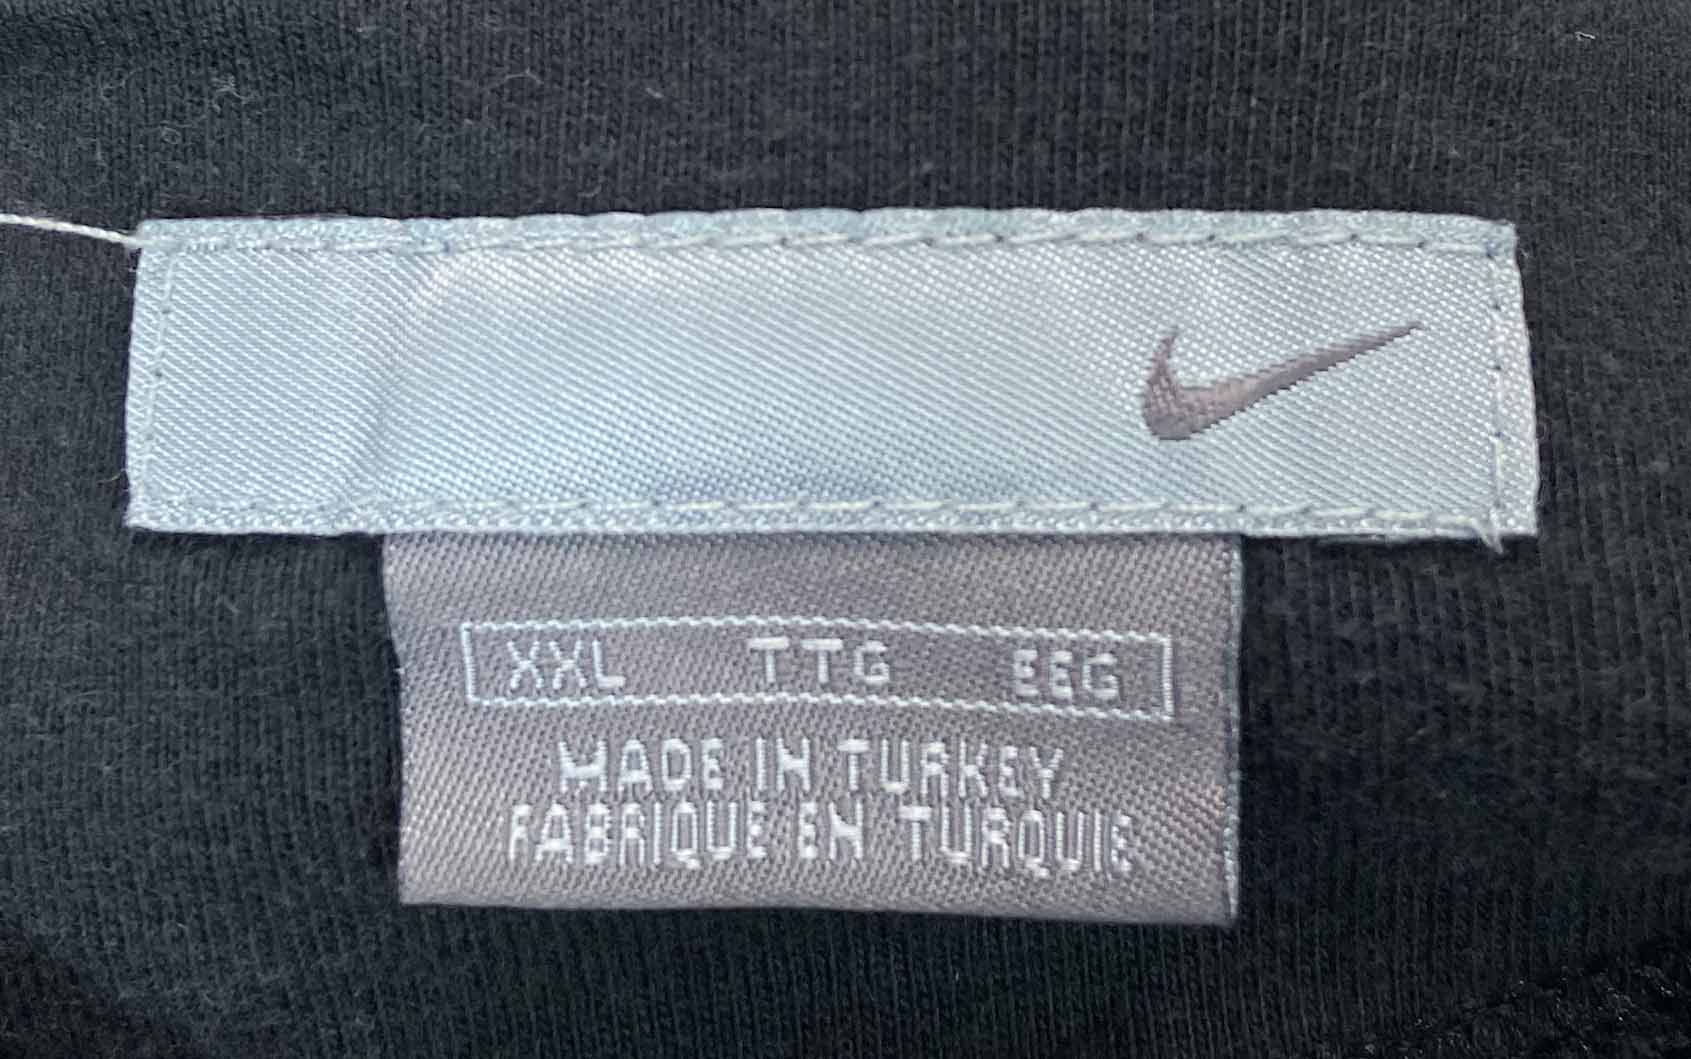 XXL TTG EEG
MADE IN TURKEY
FABRIQUE EN TURQUIE